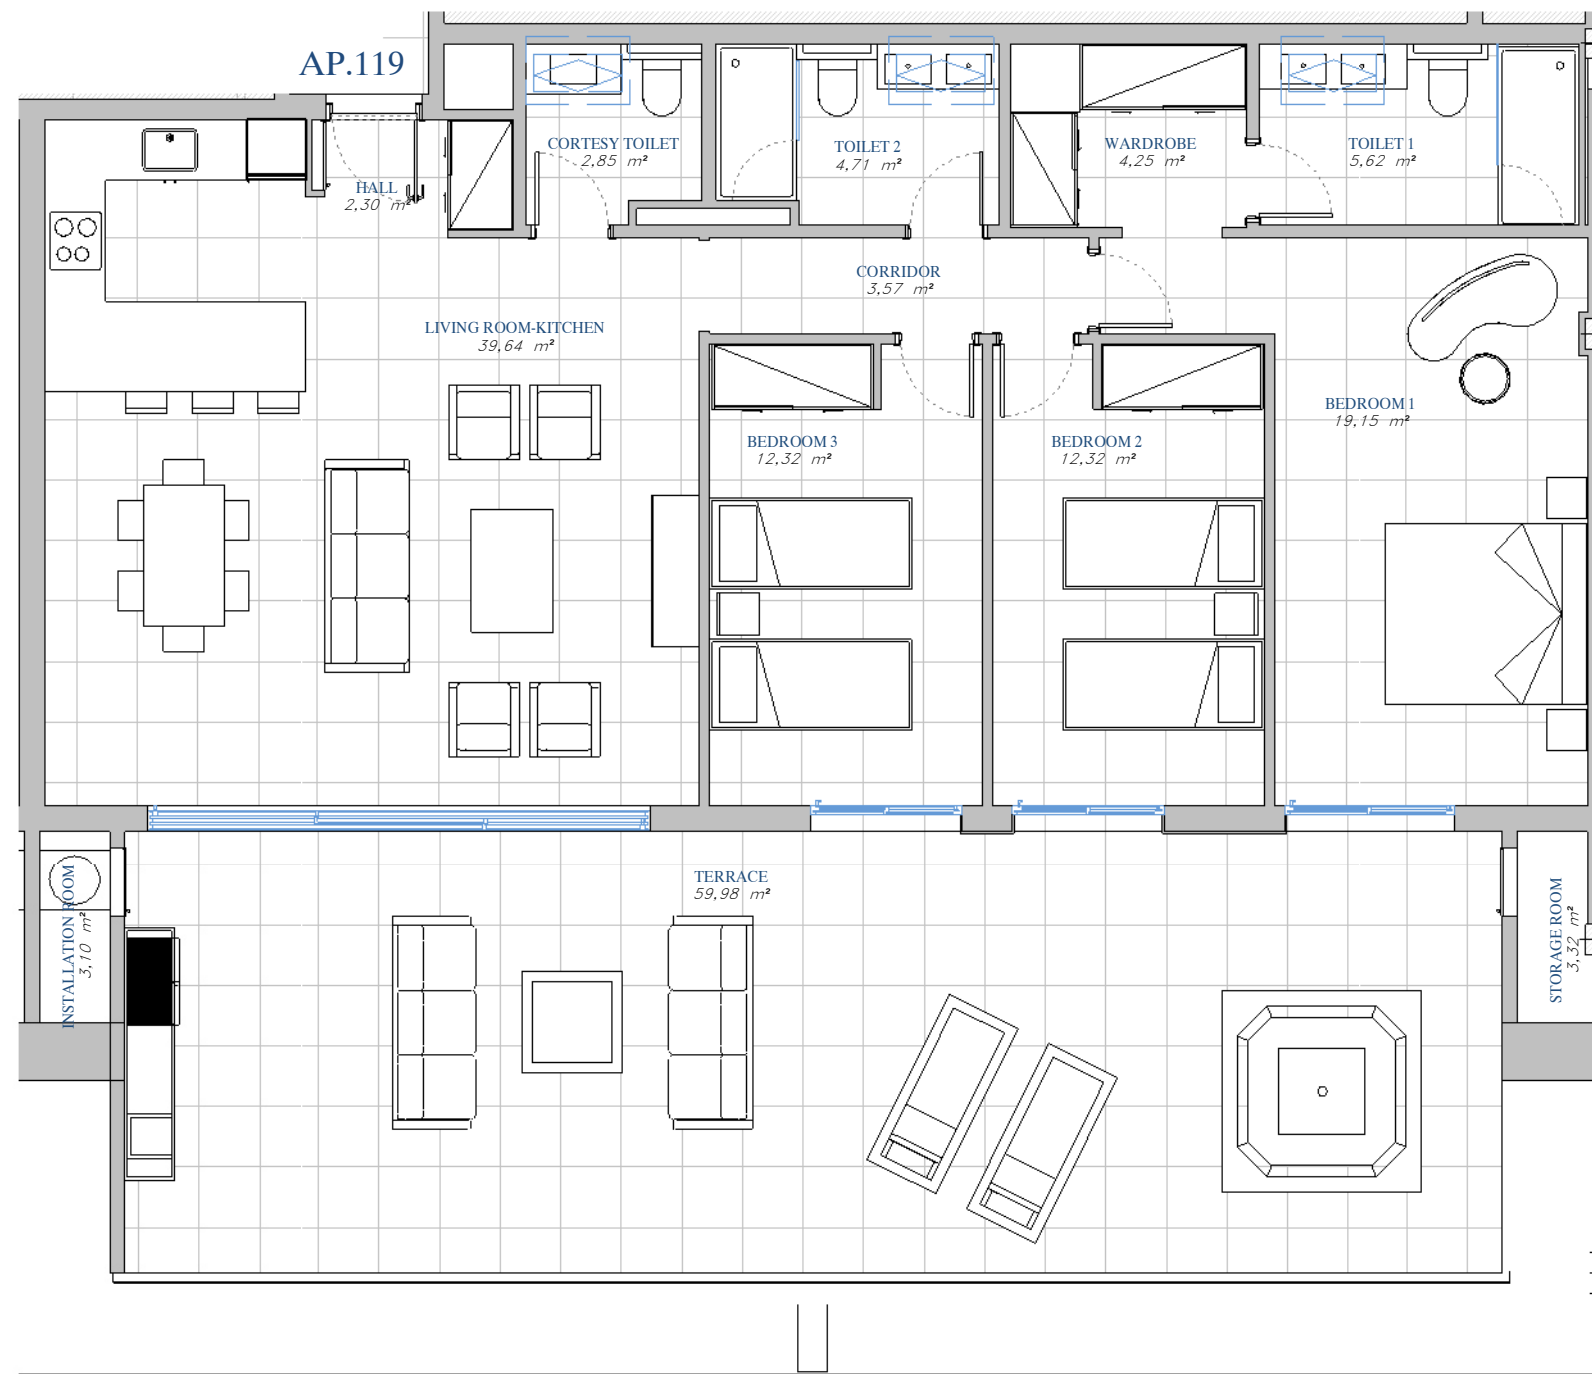 AP.119
CORTESY TOILET
2,85 m²
TOILET 2
4,71 m²
WARDROBE
4,25 m²
TOILET 1
5,62 m²
HALL
2,30 m²
CORRIDOR
3,57 m²
LIVING ROOM-KITCHEN
39,64 m²
BEDROOM 1
19,15 m²
BEDROOM 3
12,32 m²
BEDROOM 2
12,32 m²
TERRACE
59,98 m²
INSTALLATION ROOM
3,10 m²
STORAGE ROOM
3,32 m²